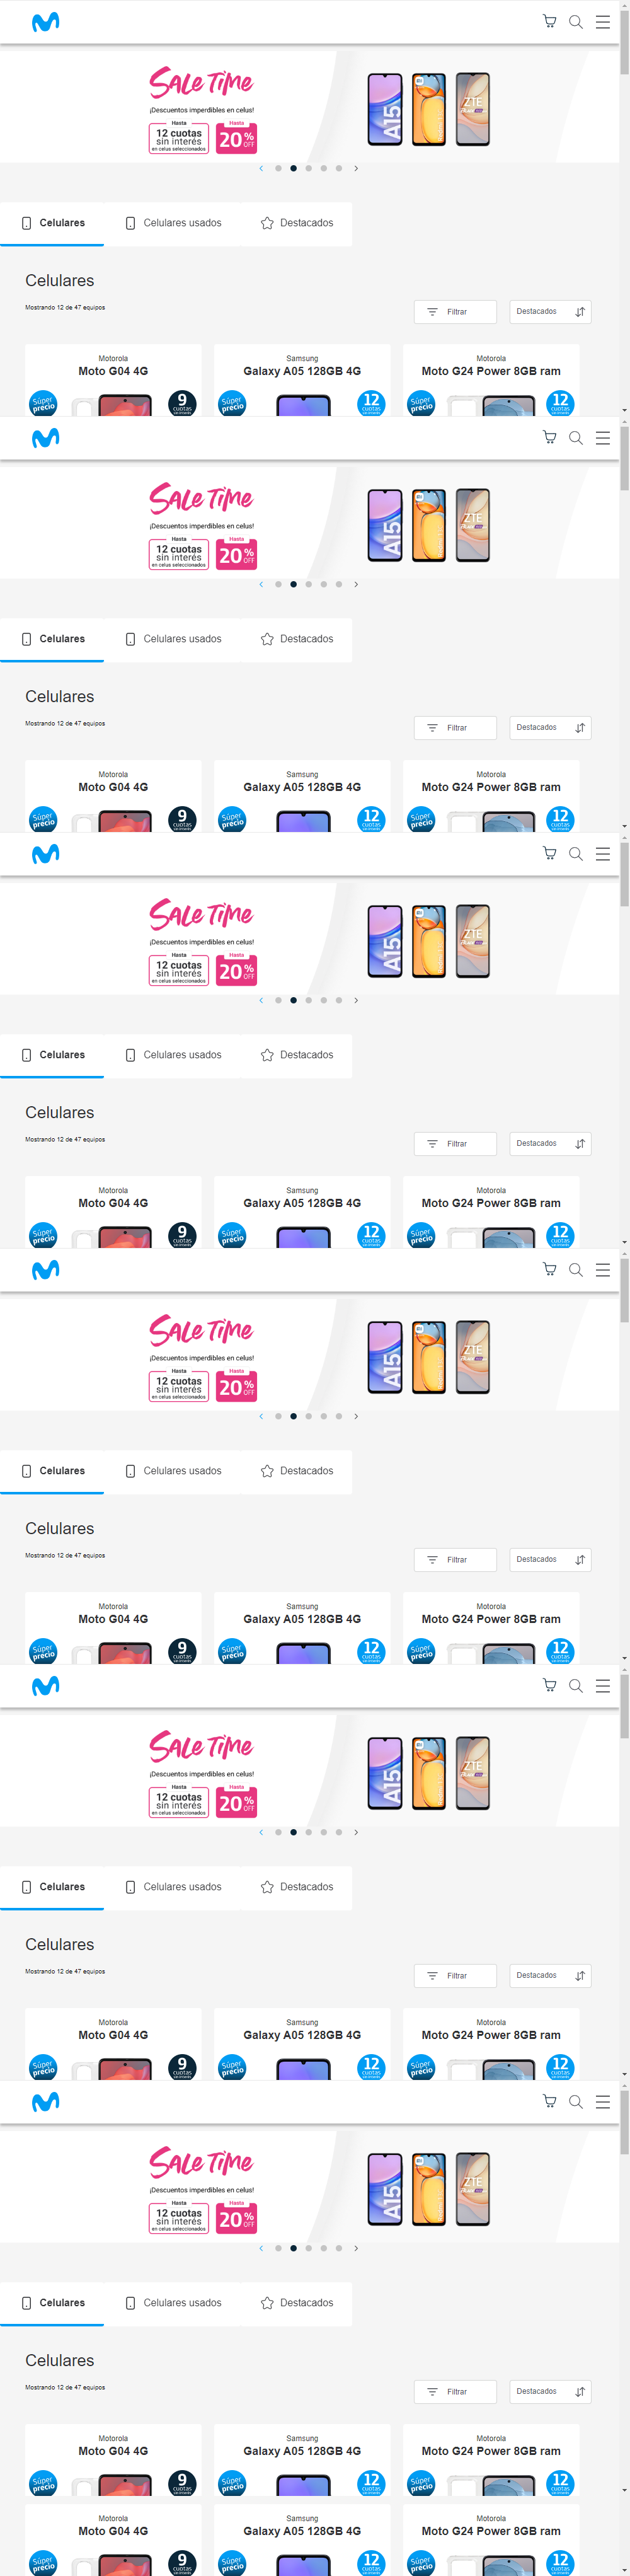 SALE TIME
¡Descuentos imperdibles en celus!
Hasta
12 cuotas
sin interés
en celus seleccionados
Hasta
20% OFF
A15
ZTE
Celulares
Celulares usados
Destacados
Celulares
Mostrando 12 de 47 equipos
Filtrar
Destacados
Motorola
Moto G04 4G
Súper precio
9 cuotas
Samsung
Galaxy A05 128GB 4G
Súper precio
12 cuotas
Motorola
Moto G24 Power 8GB ram
Súper precio
12 cuotas
SALE TIME
¡Descuentos imperdibles en celus!
Hasta
12 cuotas
sin interés
en celus seleccionados
Hasta
20% OFF
A15
ZTE
Celulares
Celulares usados
Destacados
Celulares
Mostrando 12 de 47 equipos
Filtrar
Destacados
Motorola
Moto G04 4G
Súper precio
9 cuotas
Samsung
Galaxy A05 128GB 4G
Súper precio
12 cuotas
Motorola
Moto G24 Power 8GB ram
Súper precio
12 cuotas
SALE TIME
¡Descuentos imperdibles en celus!
Hasta
12 cuotas
sin interés
en celus seleccionados
Hasta
20% OFF
A15
ZTE
Celulares
Celulares usados
Destacados
Celulares
Mostrando 12 de 47 equipos
Filtrar
Destacados
Motorola
Moto G04 4G
Súper precio
9 cuotas
Samsung
Galaxy A05 128GB 4G
Súper precio
12 cuotas
Motorola
Moto G24 Power 8GB ram
Súper precio
12 cuotas
SALE TIME
¡Descuentos imperdibles en celus!
Hasta
12 cuotas
sin interés
en celus seleccionados
Hasta
20% OFF
A15
ZTE
Celulares
Celulares usados
Destacados
Celulares
Mostrando 12 de 47 equipos
Filtrar
Destacados
Motorola
Moto G04 4G
Súper precio
9 cuotas
Samsung
Galaxy A05 128GB 4G
Súper precio
12 cuotas
Motorola
Moto G24 Power 8GB ram
Súper precio
12 cuotas
SALE TIME
¡Descuentos imperdibles en celus!
Hasta
12 cuotas
sin interés
en celus seleccionados
Hasta
20% OFF
A15
ZTE
Celulares
Celulares usados
Destacados
Celulares
Mostrando 12 de 47 equipos
Filtrar
Destacados
Motorola
Moto G04 4G
Súper precio
9 cuotas
Samsung
Galaxy A05 128GB 4G
Súper precio
12 cuotas
Motorola
Moto G24 Power 8GB ram
Súper precio
12 cuotas
SALE TIME
¡Descuentos imperdibles en celus!
Hasta
12 cuotas
sin interés
en celus seleccionados
Hasta
20% OFF
A15
ZTE
Celulares
Celulares usados
Destacados
Celulares
Mostrando 12 de 47 equipos
Filtrar
Destacados
Motorola
Moto G04 4G
Súper precio
9 cuotas
Samsung
Galaxy A05 128GB 4G
Súper precio
12 cuotas
Motorola
Moto G24 Power 8GB ram
Súper precio
12 cuotas
Motorola
Moto G04 4G
Súper precio
9 cuotas
Samsung
Galaxy A05 128GB 4G
Súper precio
12 cuotas
Motorola
Moto G24 Power 8GB ram
Súper precio
12 cuotas